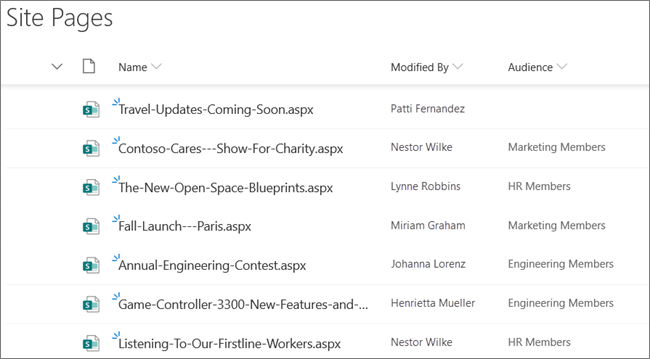 Site Pages
Name Modified By Audience
Travel-Updates-Coming-Soon.aspx Patti Fernandez
Contoso-Cares---Show-For-Charity.aspx Nestor Wilke Marketing Members
The-New-Open-Space-Blueprints.aspx Lynne Robbins HR Members
Fall-Launch---Paris.aspx Miriam Graham Marketing Members
Annual-Engineering-Contest.aspx Johanna Lorenz Engineering Members
Game-Controller-3300-New-Features-and-... Henrietta Mueller Engineering Members
Listening-To-Our-Firstline-Workers.aspx Nestor Wilke HR Members